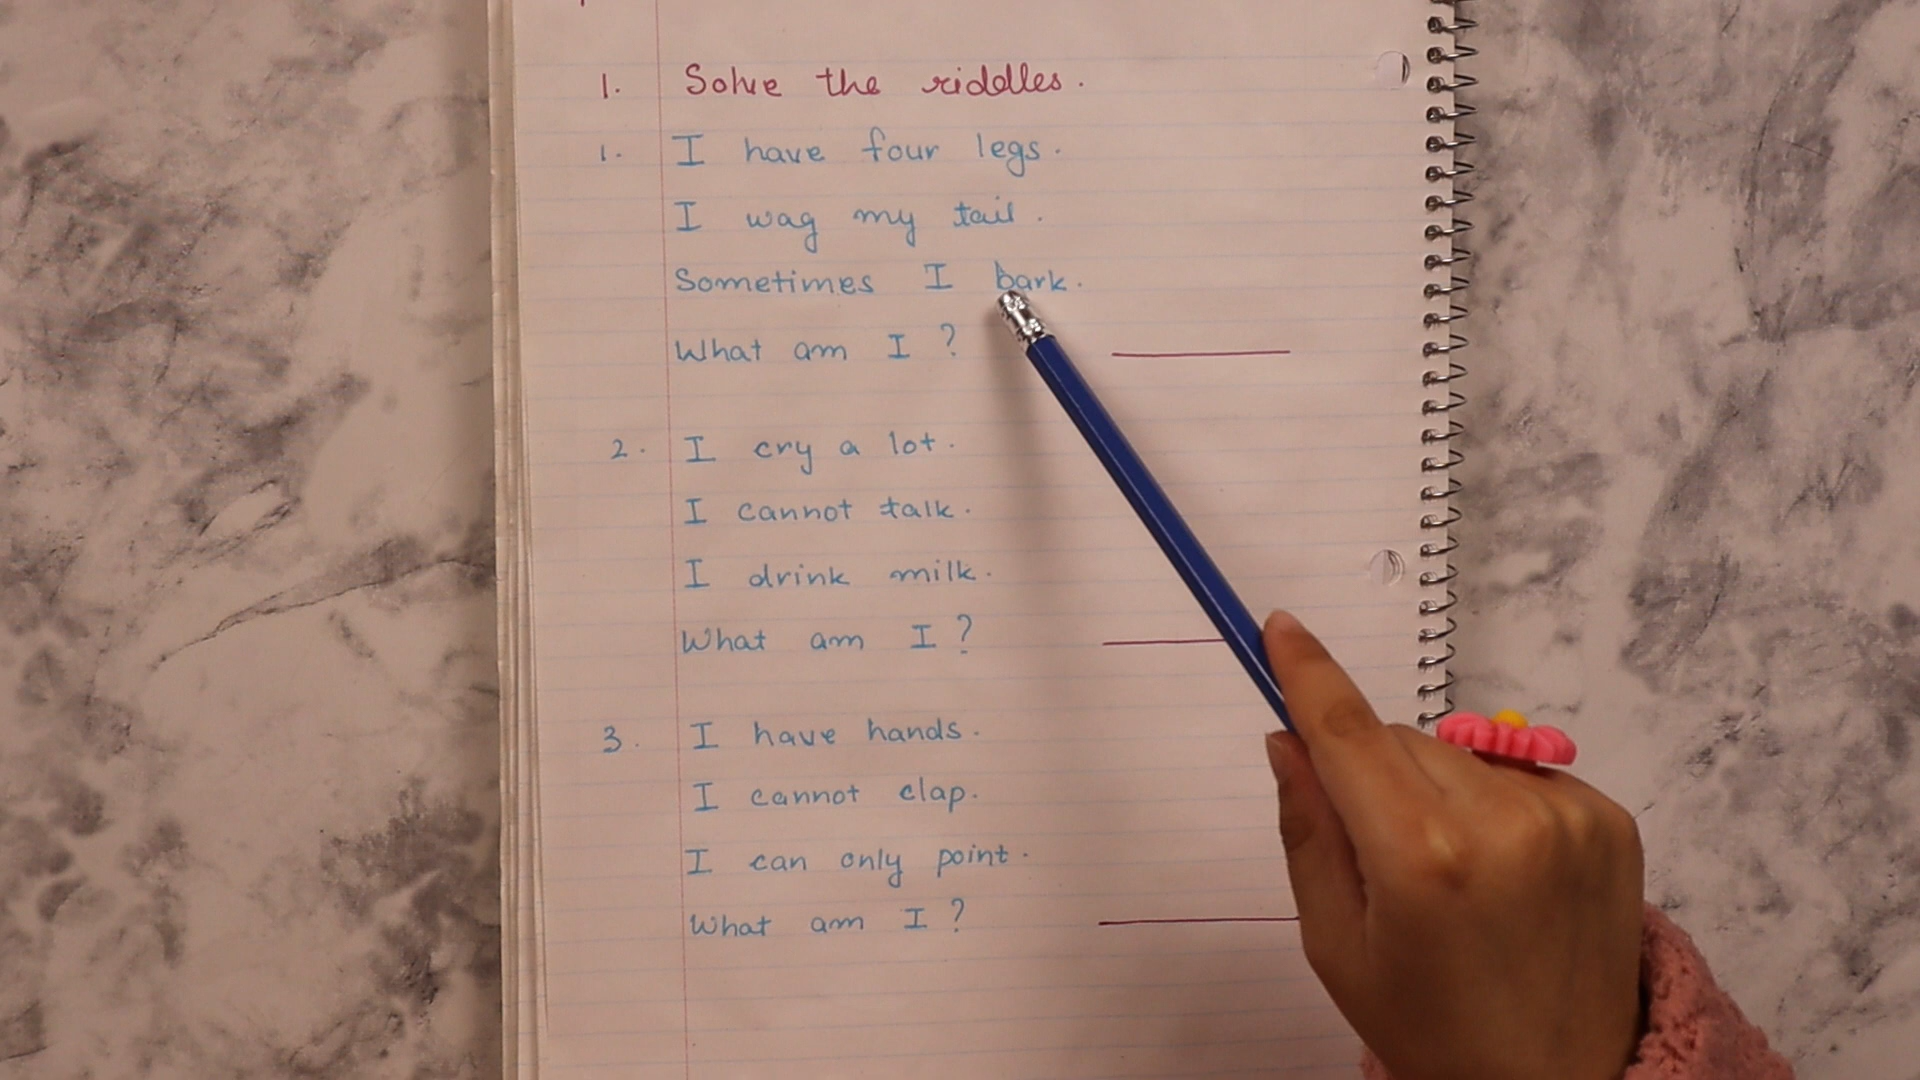 1. Solve the riddles.
1. I have four legs.
I wag my tail.
Sometimes I bark.
What am I?
2. I cry a lot.
I cannot talk.
I drink milk.
What am I?
3. I have hands.
I cannot clap.
I can only point.
What am I?